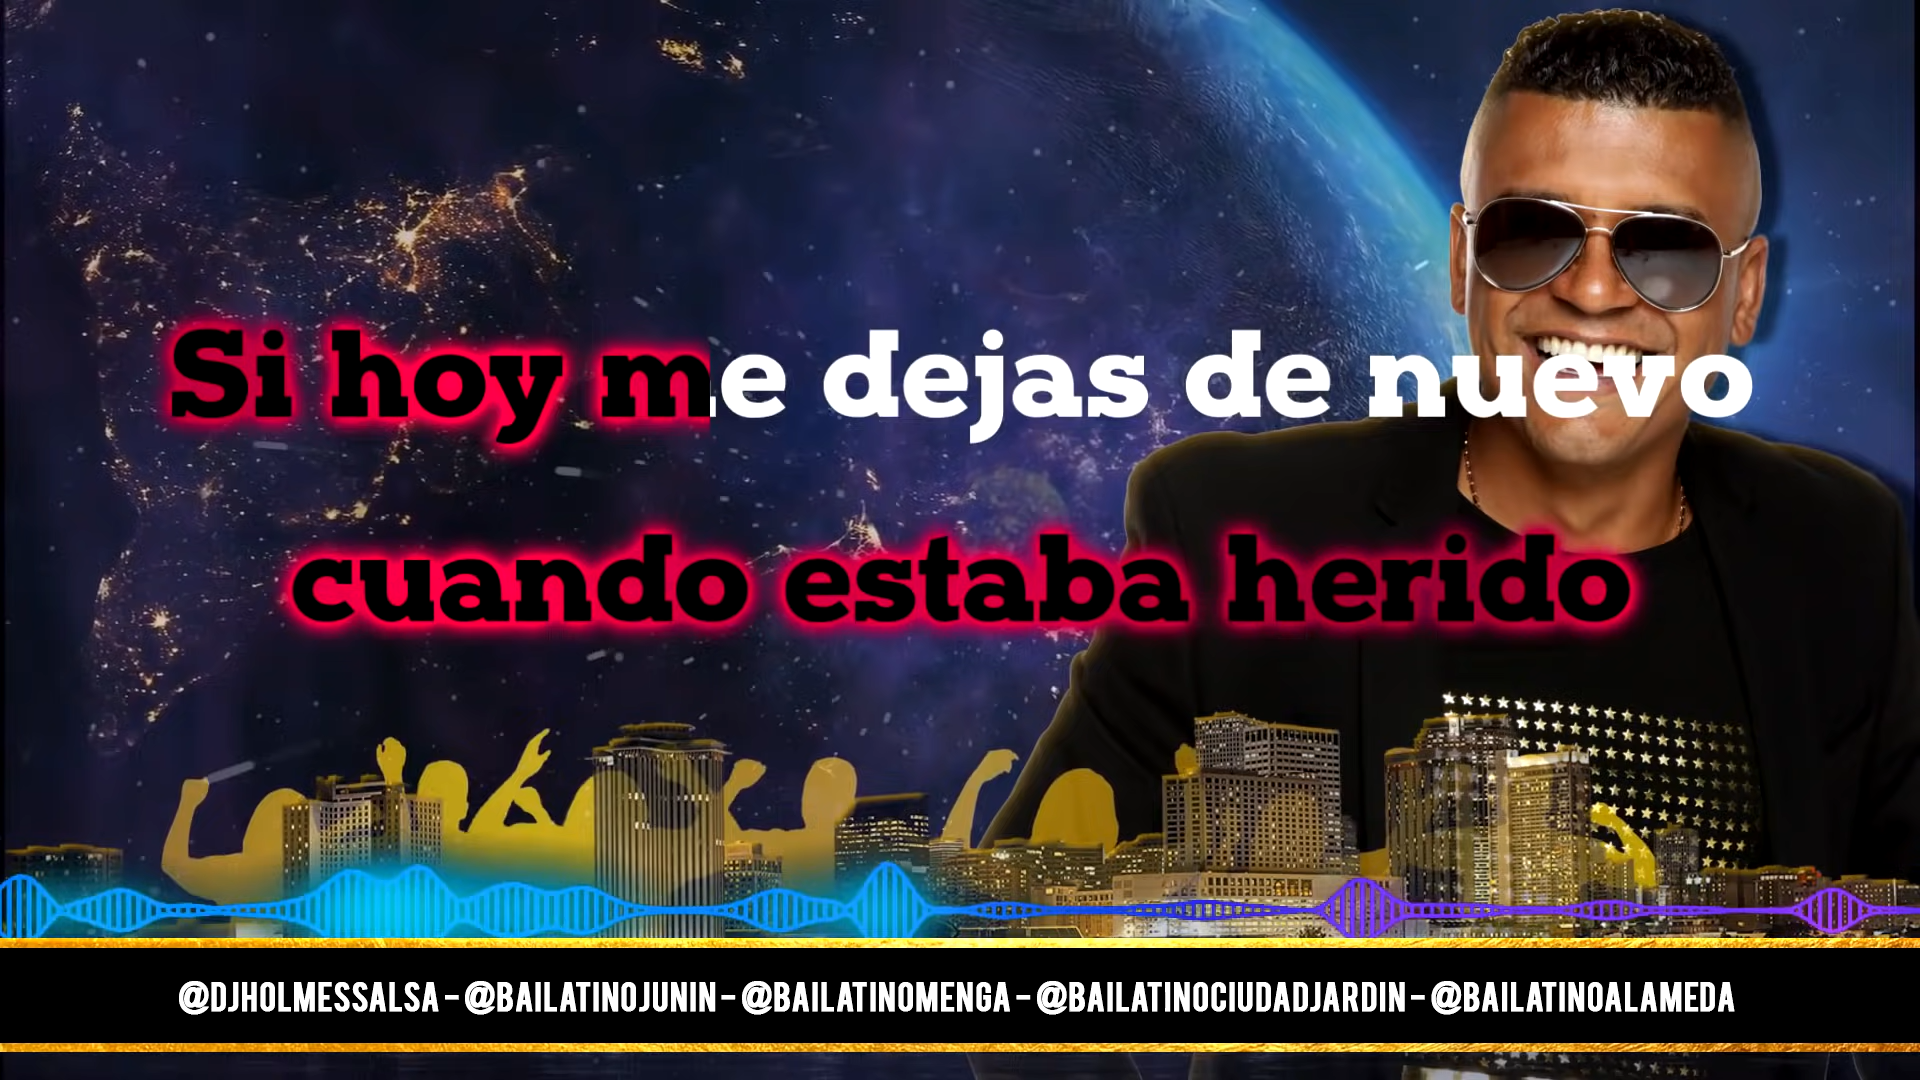 Si hoy me dejas de nuevo
cuando estaba herido
@DJHOLMESSALSA - @BAILATINOJUNIN - @BAILATINOMENGA - @BAILATINOCIUDADJARDIN - @BAILATINOALAMEDA